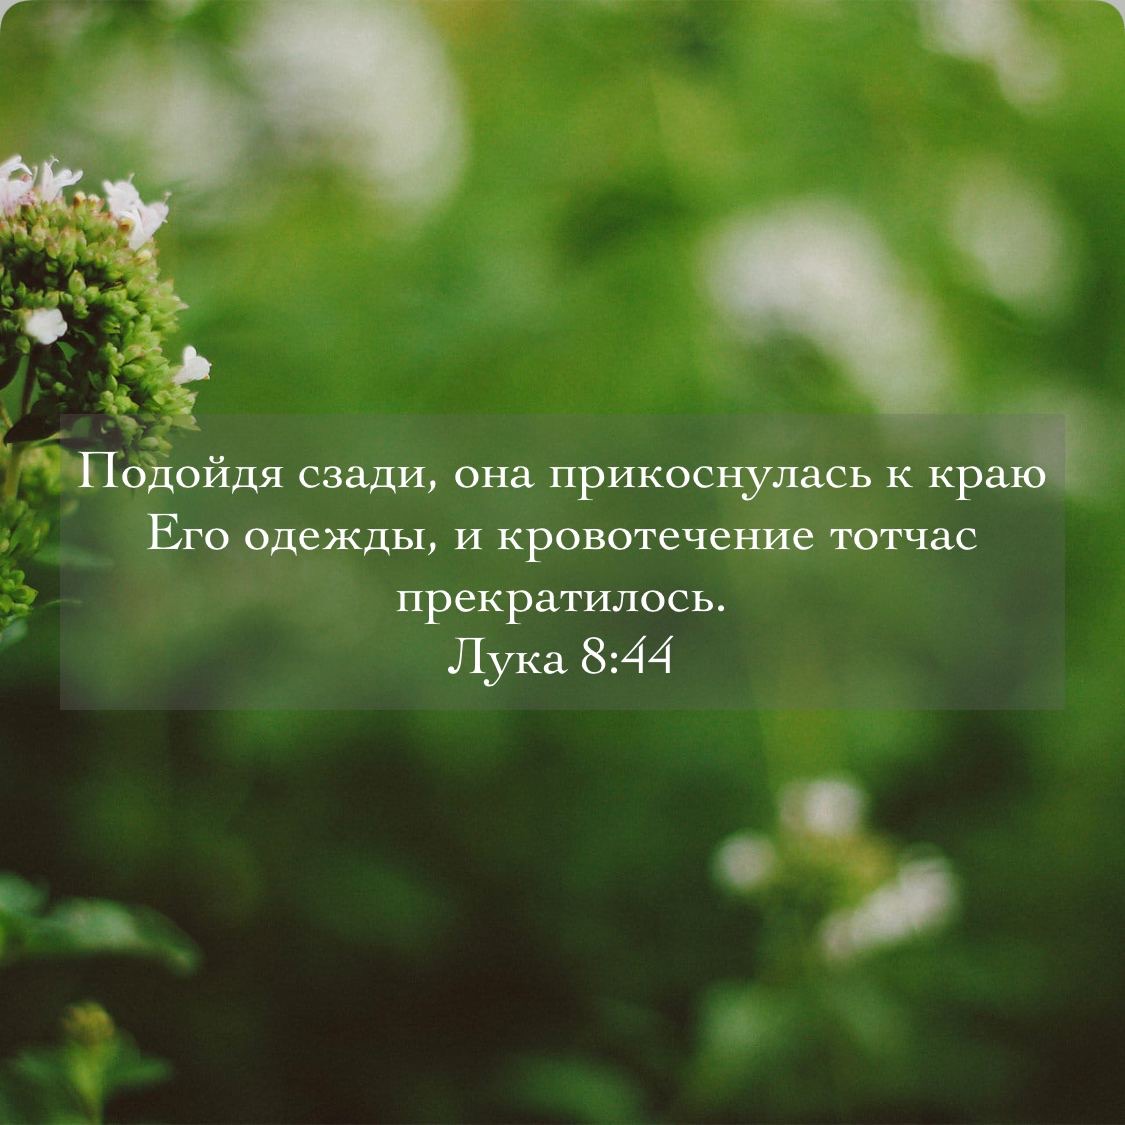 Подойдя сзади, она прикоснулась к краю
Его одежды, и кровотечение тотчас
прекратилось.
Лука 8:44